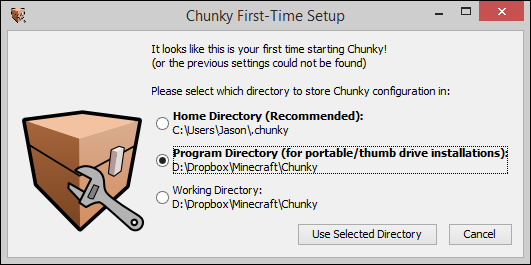 Chunky First-Time Setup
It looks like this is your first time starting Chunky!
(or the previous settings could not be found)
Please select which directory to store Chunky configuration in:
Home Directory (Recommended):
C:\Users\Jason\.chunky
Program Directory (for portable/thumb drive installations):
D:\Dropbox\Minecraft\Chunky
Working Directory:
D:\Dropbox\Minecraft\Chunky
Use Selected Directory
Cancel